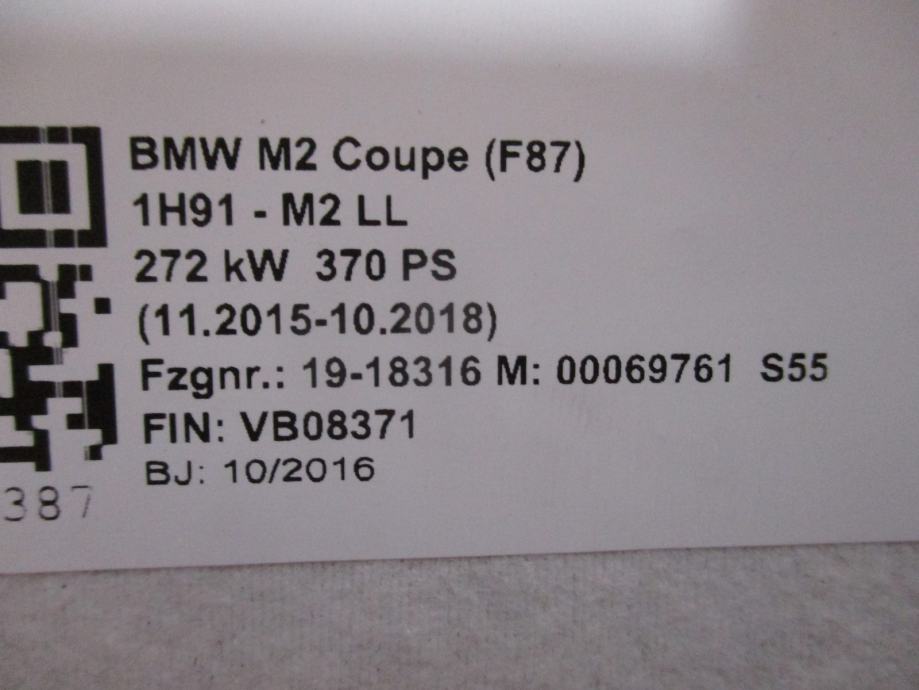 BMW M2 Coupe (F87)
1H91 - M2 LL
272 kW 370 PS
(11.2015-10.2018)
Fzgnr.: 19-18316 M: 00069761 S55
FIN: VB08371
BJ: 10/2016
387